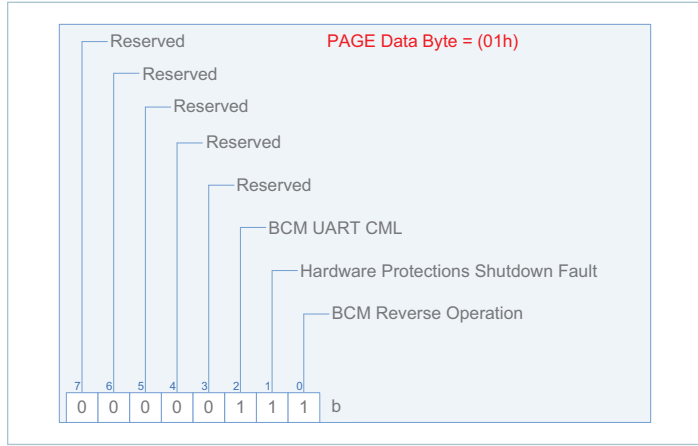 Reserved PAGE Data Byte = (01h)
Reserved
Reserved
Reserved
Reserved
BCM UART CML
Hardware Protections Shutdown Fault
BCM Reverse Operation
7 6 5 4 3 2 1 0
0 0 0 0 0 1 1 1 b